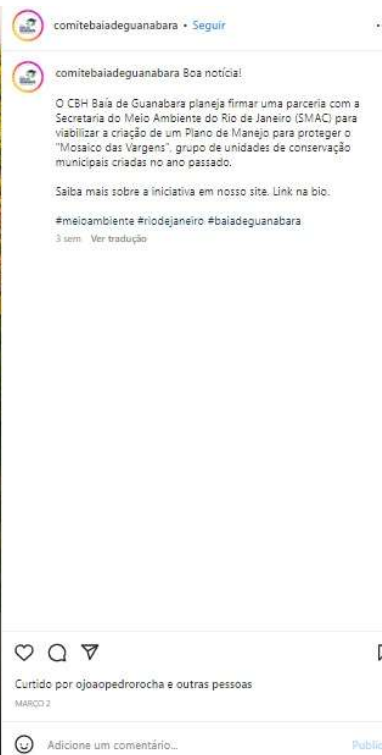 comitebaiadeguanabara • Seguir
comitebaiadeguanabara Boa notícia!
O CBH Baía de Guanabara planeja firmar uma parceria com a
Secretaria do Meio Ambiente do Rio de Janeiro (SMAC) para
viabilizar a criação de um Plano de Manejo para proteger o
"Mosaico das Vargens", grupo de unidades de conservação
municipais criadas no ano passado.
Saiba mais sobre a iniciativa em nosso site. Link na bio.
#meioambiente #riodejaneiro #baiadeguanabara
3 sem Ver tradução
Curtido por ojoaopedrorocha e outras pessoas
MARÇO 2
Adicione um comentário...